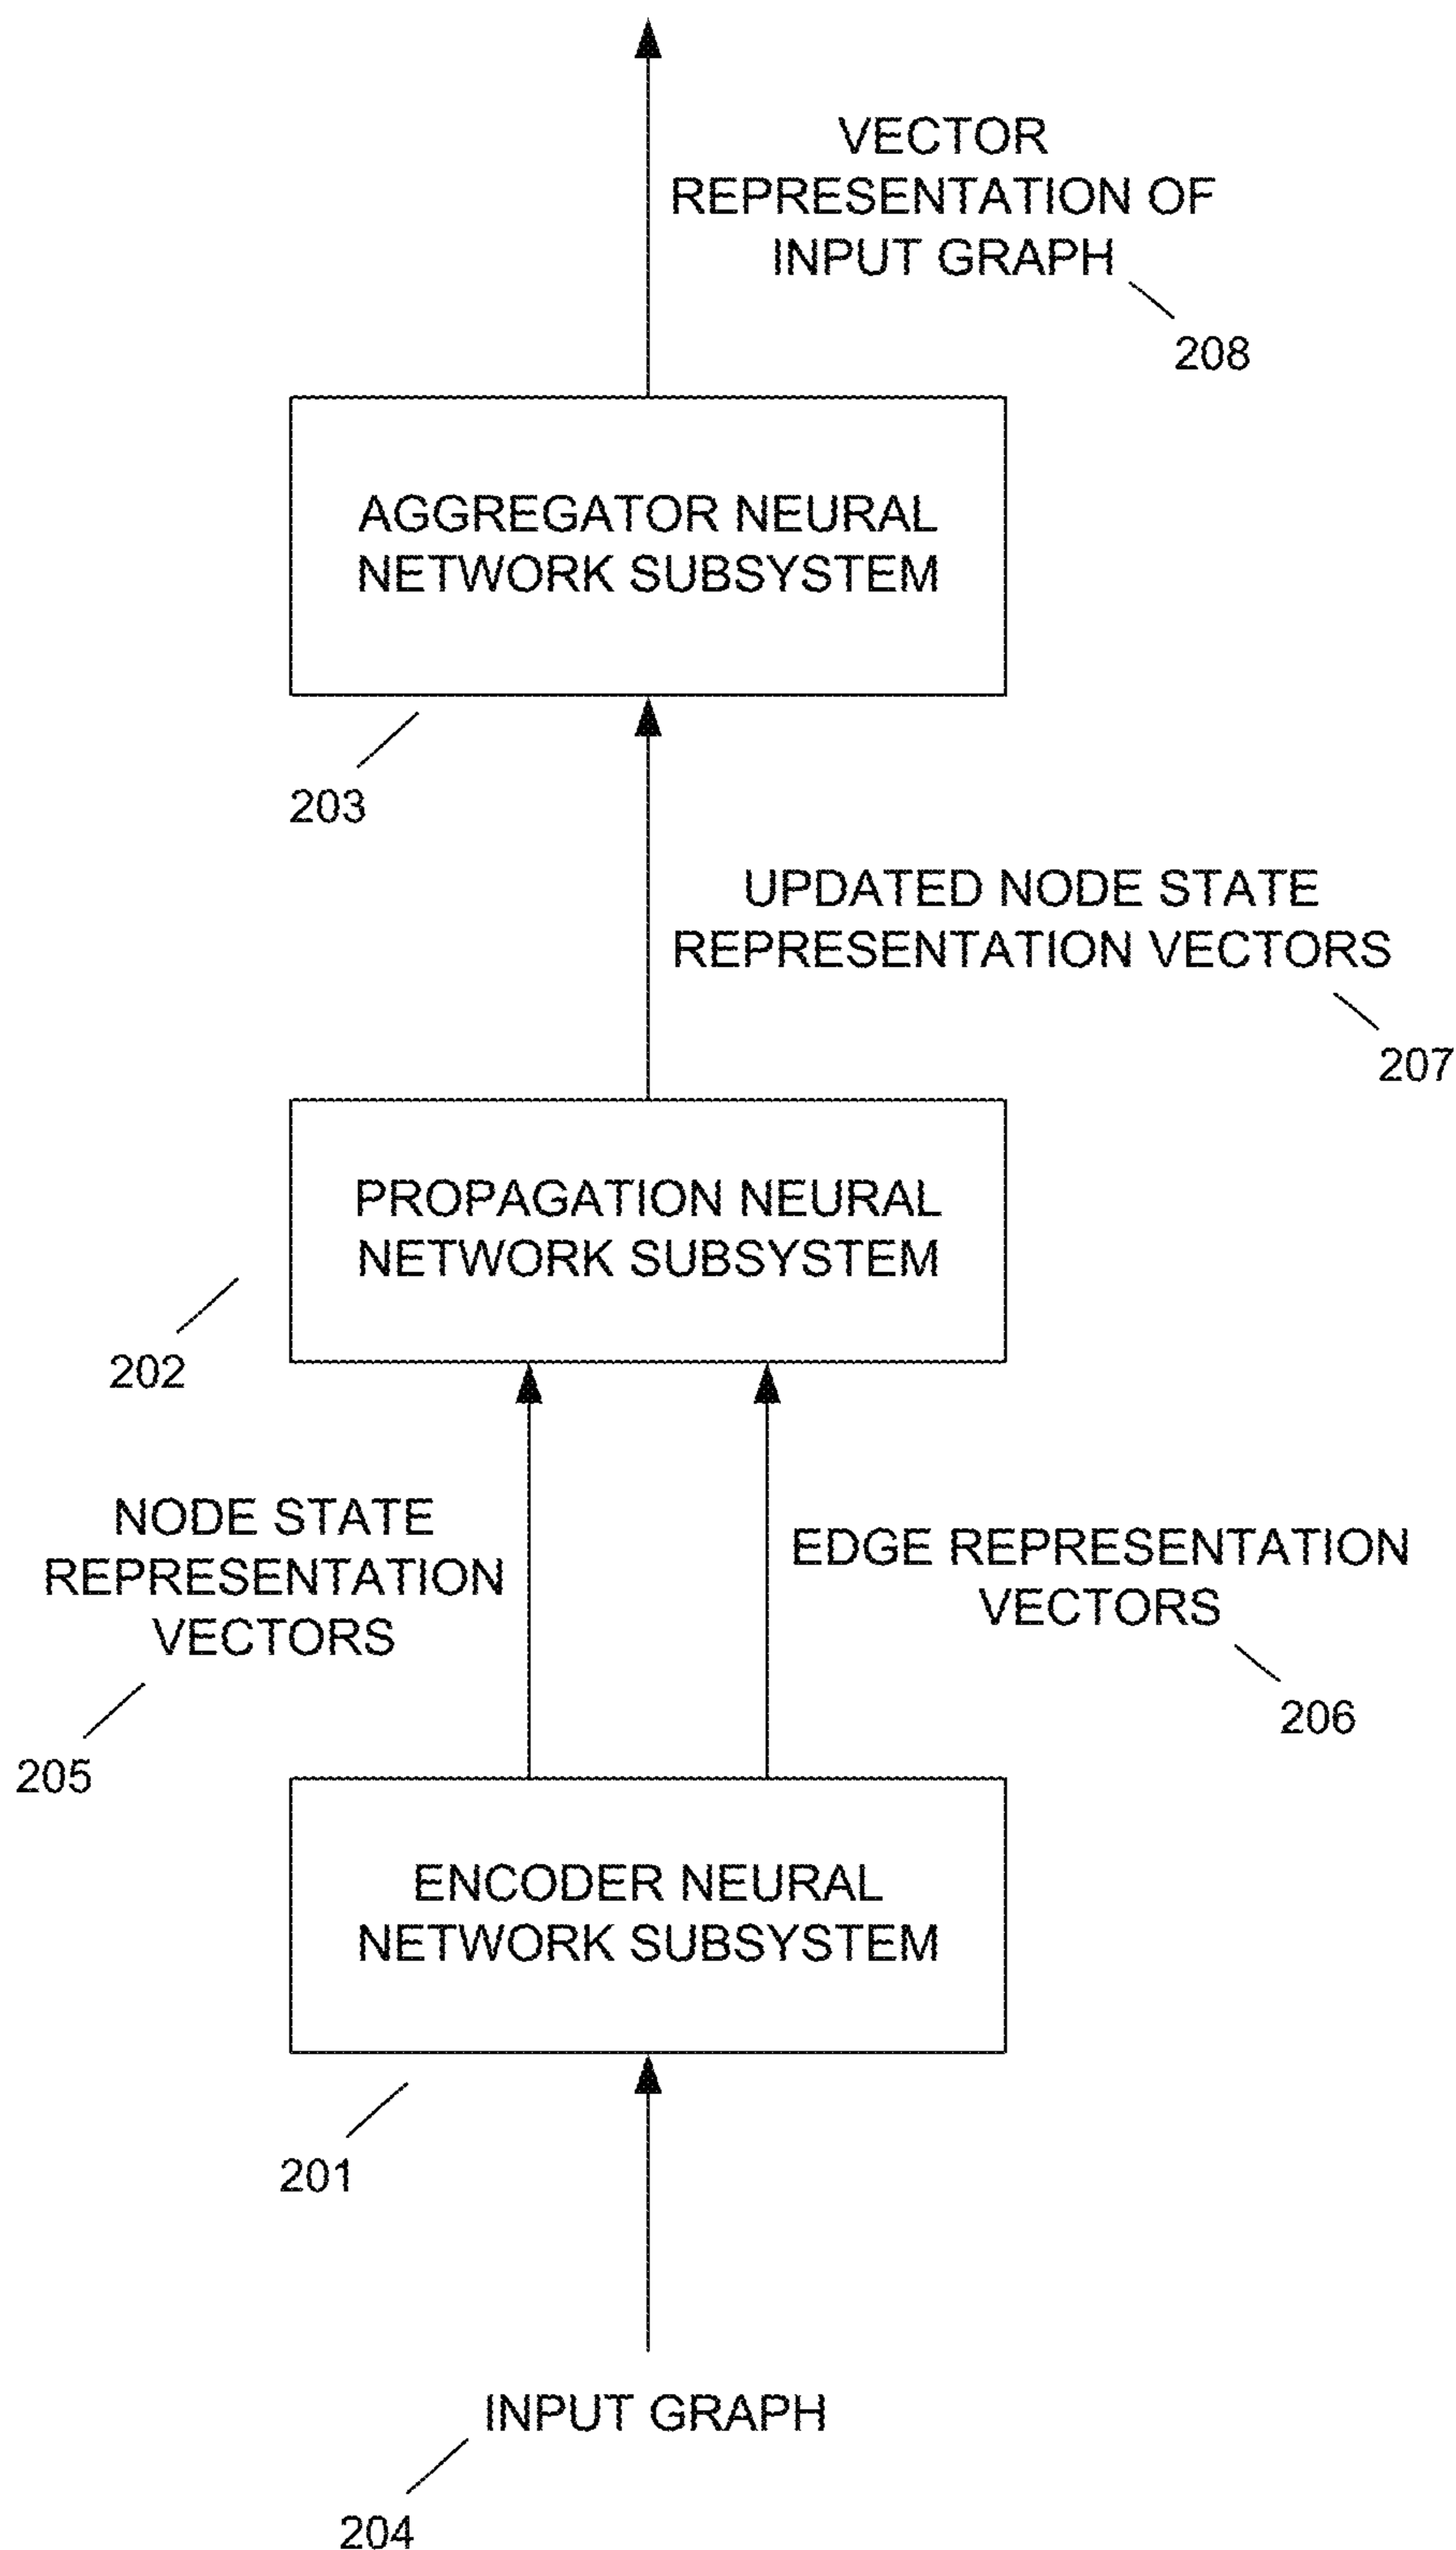 VECTOR
REPRESENTATION OF
INPUT GRAPH
208
AGGREGATOR NEURAL
NETWORK SUBSYSTEM
203
UPDATED NODE STATE
REPRESENTATION VECTORS
207
PROPAGATION NEURAL
NETWORK SUBSYSTEM
202
NODE STATE
REPRESENTATION
VECTORS
205
EDGE REPRESENTATION
VECTORS
206
ENCODER NEURAL
NETWORK SUBSYSTEM
201
INPUT GRAPH
204